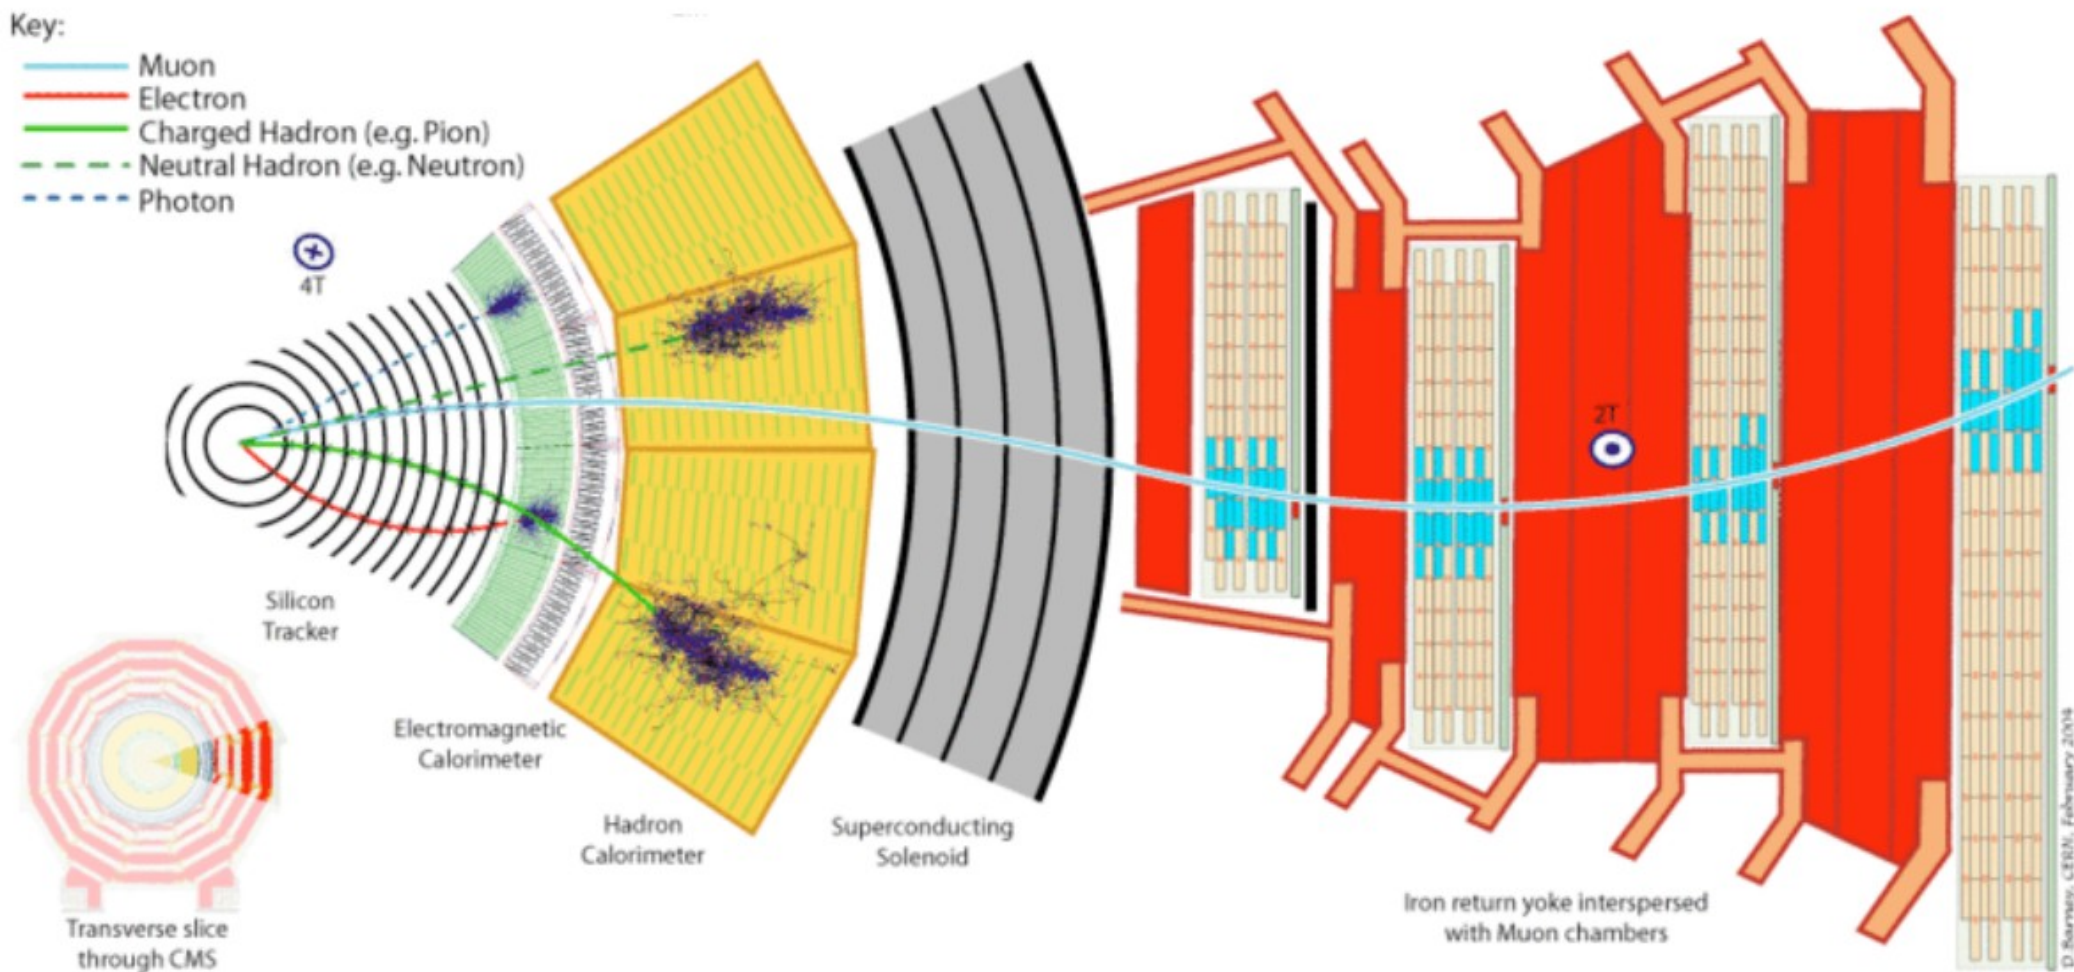 Key:
Muon
Electron
Charged Hadron (e.g. Pion)
Neutral Hadron (e.g. Neutron)
Photon
4T
2T
Silicon
Tracker
Electromagnetic
Calorimeter
Hadron
Calorimeter
Superconducting
Solenoid
Iron return yoke interspersed
with Muon chambers
Transverse slice
through CMS
D. Barney, CERN, February 2004